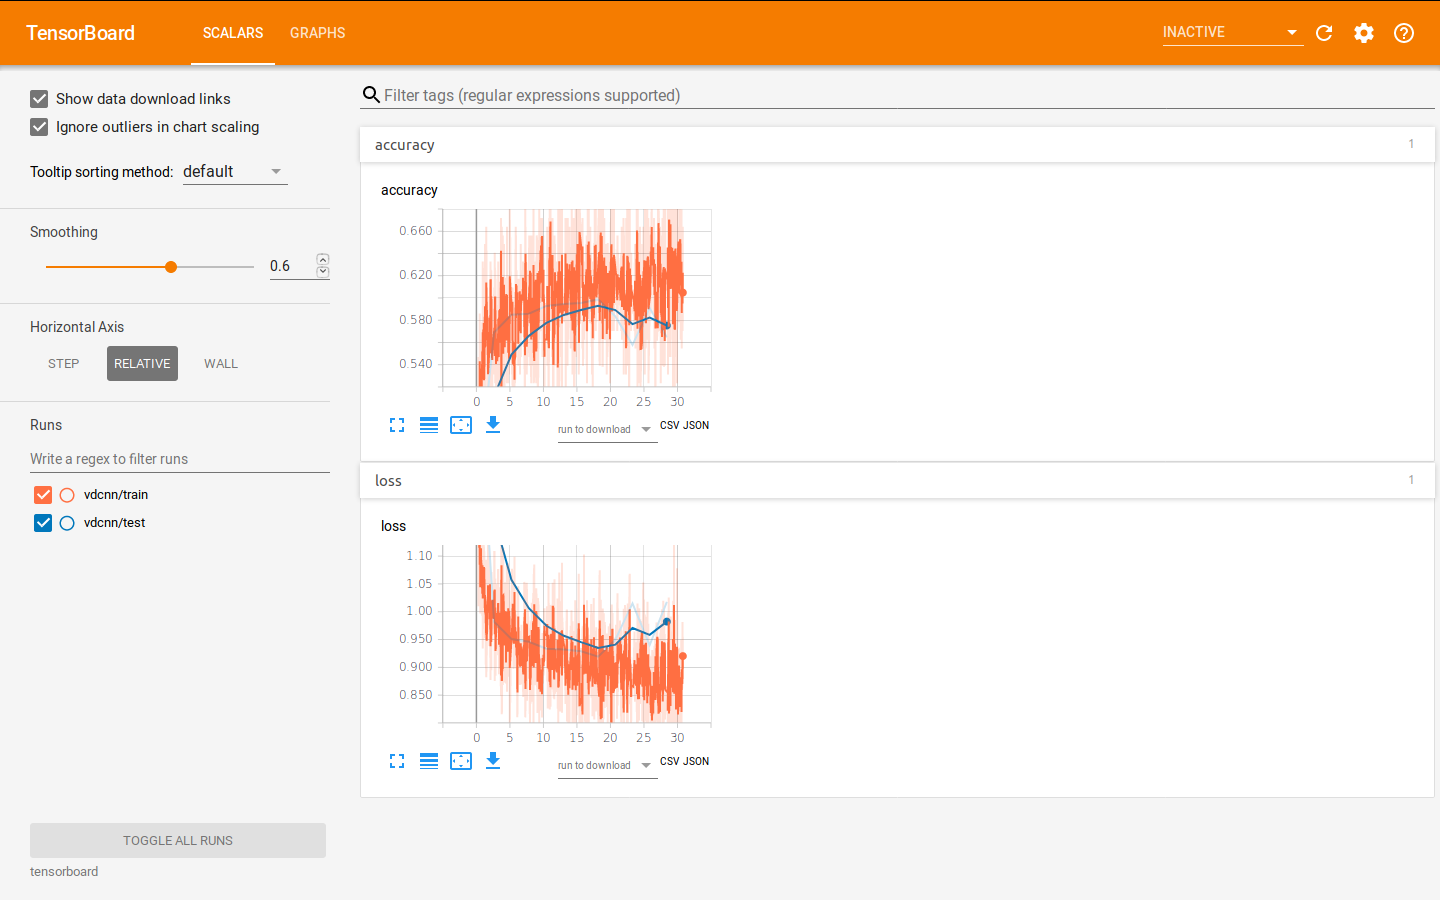 TensorBoard SCALARS GRAPHS INACTIVE
Show data download links
Ignore outliers in chart scaling
Tooltip sorting method: default
Smoothing
0.6
Horizontal Axis
STEP RELATIVE WALL
Runs
Write a regex to filter runs
vdcnn/train
vdcnn/test
TOGGLE ALL RUNS
tensorboard
Filter tags (regular expressions supported)
accuracy 1
accuracy
0.660
0.620
0.580
0.540
0 5 10 15 20 25 30
run to download CSV JSON
loss 1
loss
1.10
1.05
1.00
0.950
0.900
0.850
0 5 10 15 20 25 30
run to download CSV JSON